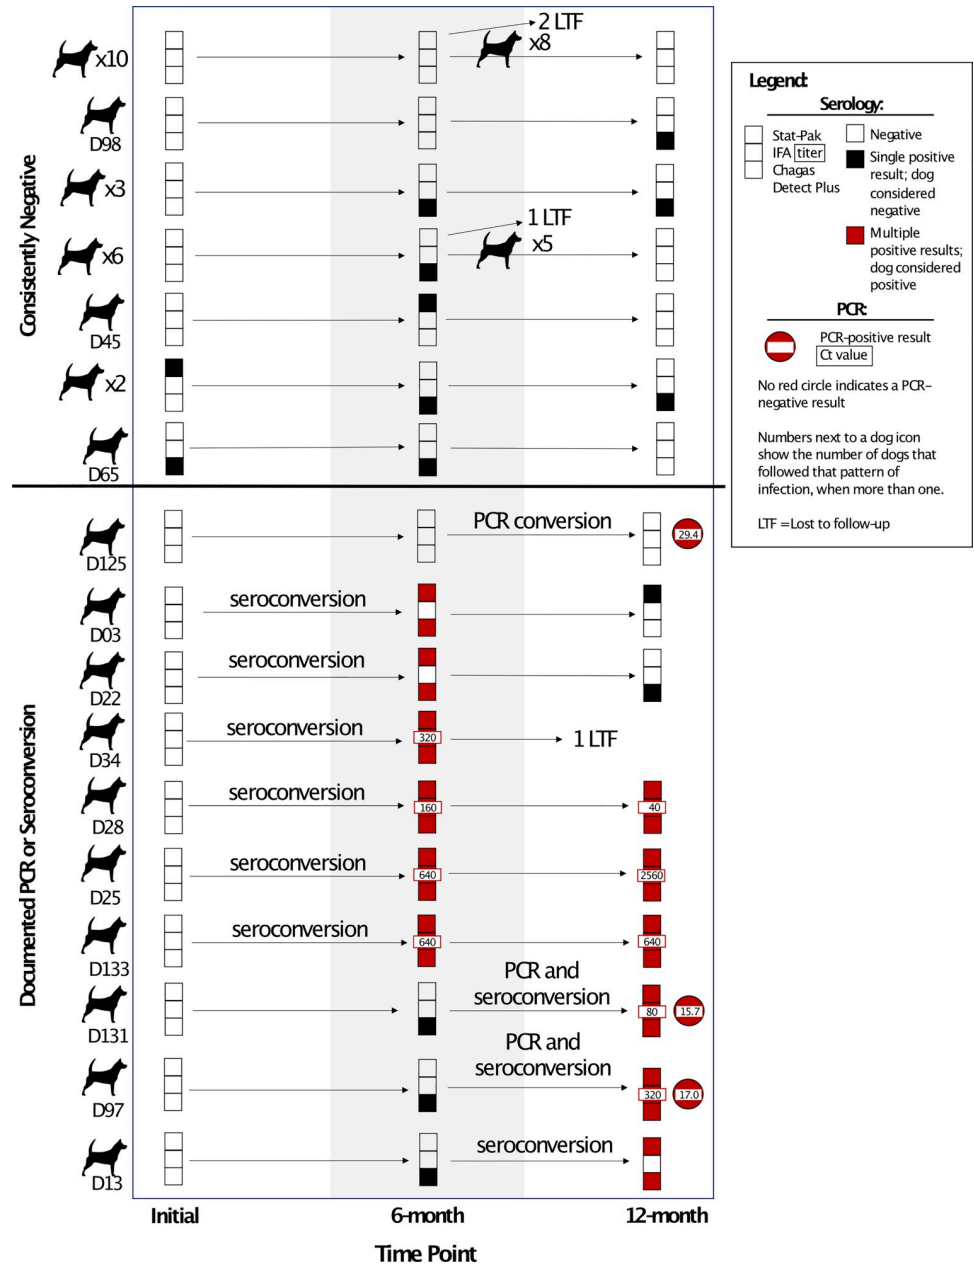 Consistently Negative
x10
2 LTF
x8
D98
x3
x6
1 LTF
x5
D45
x2
D65
Documented PCR or Seroconversion
D125
PCR conversion
29.4
D03
seroconversion
D22
seroconversion
D34
seroconversion
320
1 LTF
D28
seroconversion
160
40
D25
seroconversion
640
2560
D133
seroconversion
640
640
D131
PCR and
seroconversion
80
15.7
D97
PCR and
seroconversion
320
17.0
D13
seroconversion
Initial
6-month
12-month
Time Point
Legend:
Serology:
Stat-Pak
IFA titer
Chagas
Detect Plus
Negative
Single positive
result; dog
considered
negative
Multiple
positive results;
dog considered
positive
PCR:
PCR-positive result
Ct value
No red circle indicates a PCR-
negative result
Numbers next to a dog icon
show the number of dogs that
followed that pattern of
infection, when more than one.
LTF = Lost to follow-up